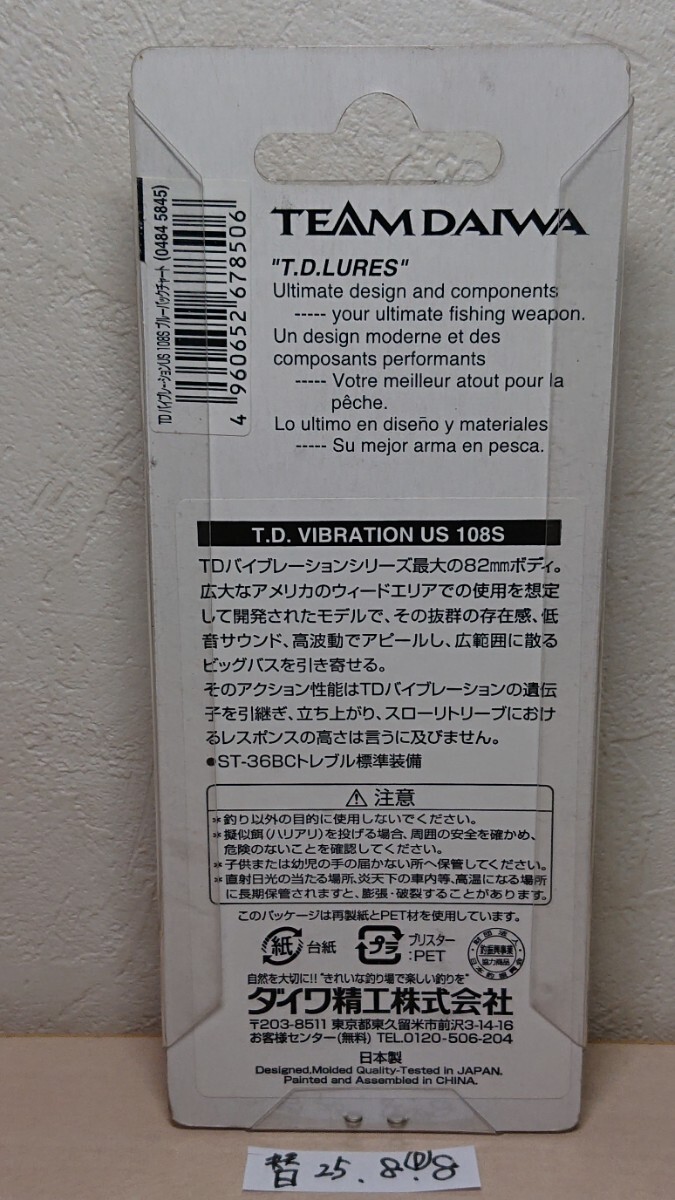 TDバイブレーションUS 108S ブルーバックチャート (0484 5845)
4 960652 678506
TEAMDAIWA
"T.D.LURES"
Ultimate design and components
----- your ultimate fishing weapon.
Un design moderne et des
composants performants
----- Votre meilleur atout pour la
pêche.
Lo ultimo en diseño y materiales
----- Su mejor arma en pesca.
T.D. VIBRATION US 108S
TDバイブレーションシリーズ最大の82mmボディ。
広大なアメリカのウィードエリアでの使用を想定
して開発されたモデルで、その抜群の存在感、低
音サウンド、高波動でアピールし、広範囲に散る
ビッグバスを引き寄せる。
そのアクション性能はTDバイブレーションの遺伝
子を引継ぎ、立ち上がり、スローリトリーブにおけ
るレスポンスの高さは言うに及びません。
●ST-36BCトレブル標準装備
⚠注意
※釣り以外の目的に使用しないでください。
※擬似餌(ハリアリ)を投げる場合、周囲の安全を確かめ、
危険のないことを確認してください。
※子供または幼児の手の届かない所へ保管してください。
※直射日光の当たる場所、炎天下の車内等、高温になる場所
に長期保管されますと、膨張・破裂することがあります。
このパッケージは再製紙とPET材を使用しています。
紙 台紙 プラ ブリスター
:PET
財団法人
釣振興事業
協力商品
日本釣振興会
自然を大切に!!"きれいな釣り場で楽しい釣りを"
ダイワ精工株式会社
〒203-8511 東京都東久留米市前沢3-14-16
お客様センター(無料) TEL.0120-506-204
日本製
Designed,Molded Quality-Tested in JAPAN.
Painted and Assembled in CHINA.
25.8.8